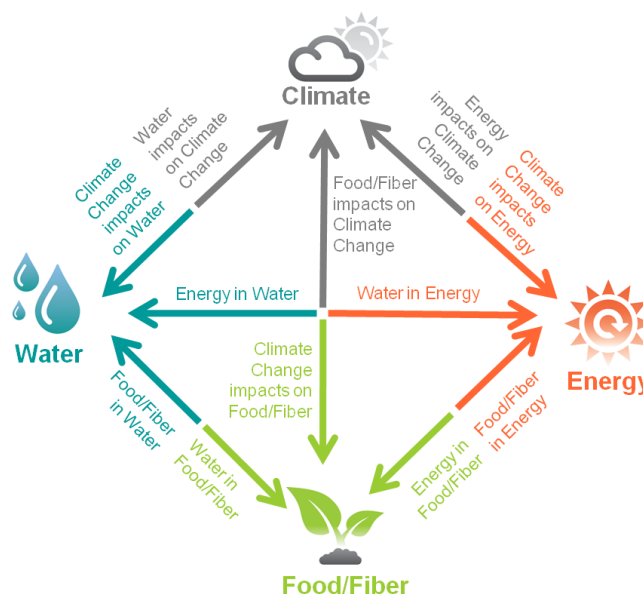 Climate
Water
impacts
on Climate
Change
Climate
Change
impacts
on Water
Energy
impacts on
Climate
Change
Climate
Change
impacts
on Energy
Food/Fiber
impacts on
Climate
Change
Energy in Water
Water in Energy
Water
Energy
Climate
Change
impacts on
Food/Fiber
Food/Fiber
in Water
Water in
Food/Fiber
Energy in
Food/Fiber
Food/Fiber
in Energy
Food/Fiber